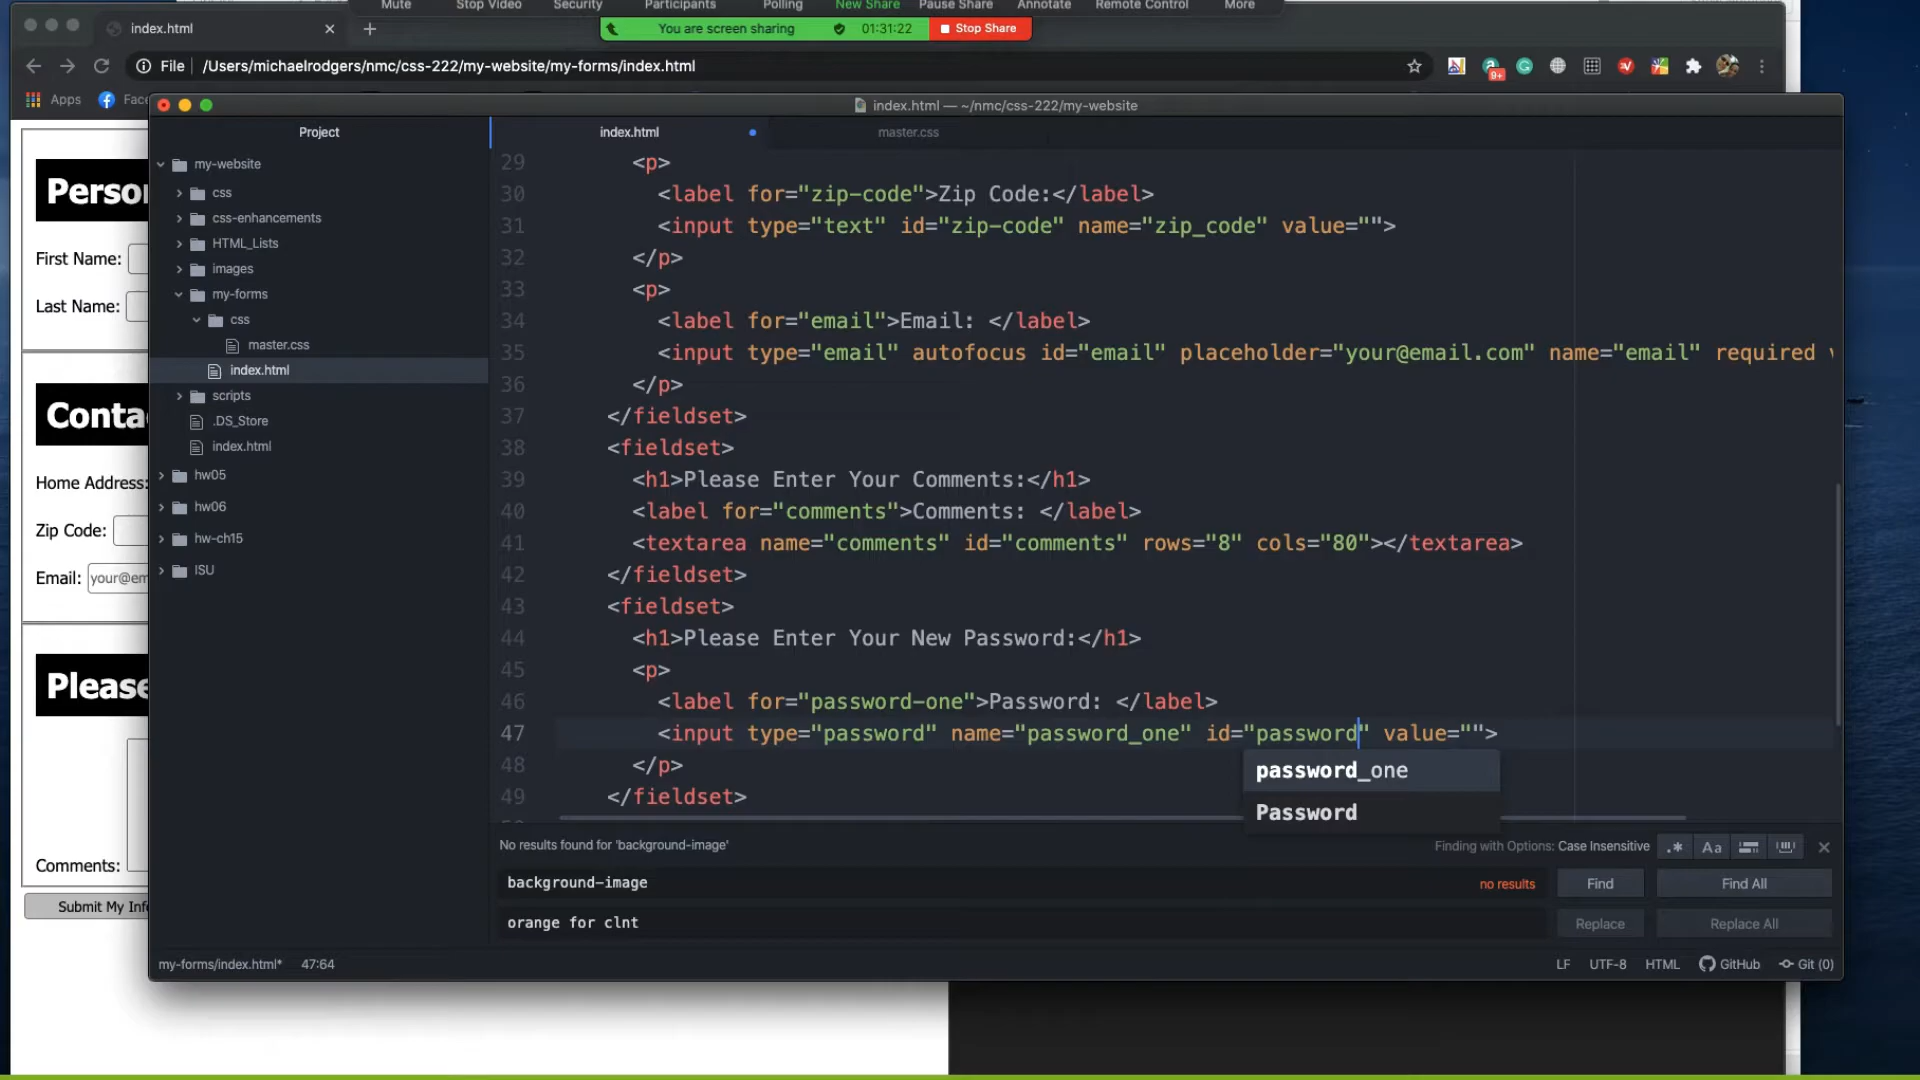 Mute Stop Video Security Participants Polling New Share Pause Share Annotate Remote Control More
index.html
You are screen sharing 01:31:22 Stop Share
File /Users/michaelrodgers/nmc/css-222/my-website/my-forms/index.html
9+
Apps Face
index.html — ~/nmc/css-222/my-website
Project
index.html master.css
my-website
css
css-enhancements
HTML_Lists
images
my-forms
css
master.css
index.html
scripts
.DS_Store
index.html
hw05
hw06
hw-ch15
ISU
Person
First Name:
Last Name:
Conta
Home Address:
Zip Code:
Email: your@em
Please
Comments:
Submit My Inf
29 <p>
30 <label for="zip-code">Zip Code:</label>
31 <input type="text" id="zip-code" name="zip_code" value="">
32 </p>
33 <p>
34 <label for="email">Email: </label>
35 <input type="email" autofocus id="email" placeholder="your@email.com" name="email" required
36 </p>
37 </fieldset>
38 <fieldset>
39 <h1>Please Enter Your Comments:</h1>
40 <label for="comments">Comments: </label>
41 <textarea name="comments" id="comments" rows="8" cols="80"></textarea>
42 </fieldset>
43 <fieldset>
44 <h1>Please Enter Your New Password:</h1>
45 <p>
46 <label for="password-one">Password: </label>
47 <input type="password" name="password_one" id="password" value="">
48 </p>
49 </fieldset>
password_one
Password
No results found for 'background-image' Finding with Options: Case Insensitive .* Aa
background-image no results Find Find All
orange for clnt Replace Replace All
my-forms/index.html* 47:64 LF UTF-8 HTML GitHub Git (0)